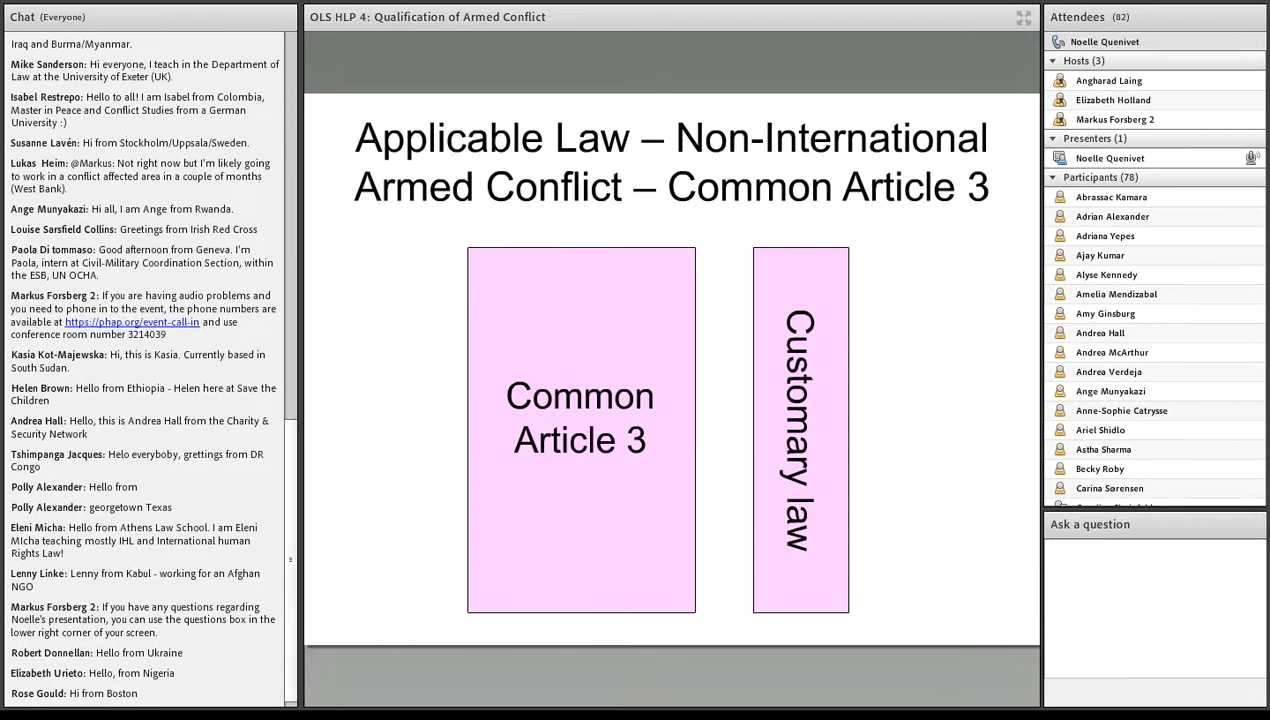 Chat (Everyone)
Iraq and Burma/Myanmar.
Mike Sanderson: Hi everyone, I teach in the Department of
Law at the University of Exeter (UK).
Isabel Restrepo: Hello to all! I am Isabel from Colombia,
Master in Peace and Conflict Studies from a German
University :)
Susanne Lavén: Hi from Stockholm/Uppsala/Sweden.
Lukas Heim: @Markus: Not right now but I'm likely going
to work in a conflict affected area in a couple of months
(West Bank).
Ange Munyakazi: Hi all, I am Ange from Rwanda.
Louise Sarsfield Collins: Greetings from Irish Red Cross
Paola Di tommaso: Good afternoon from Geneva. I'm
Paola, intern at Civil-Military Coordination Section, within
the ESB, UN OCHA.
Markus Forsberg 2: If you are having audio problems and
you need to phone in to the event, the phone numbers are
available at https://phap.org/event-call-in and use
conference room number 3214039
Kasia Kot-Majewska: Hi, this is Kasia. Currently based in
South Sudan.
Helen Brown: Hello from Ethiopia - Helen here at Save the
Children
Andrea Hall: Hello, this is Andrea Hall from the Charity &
Security Network
Tshimpanga Jacques: Helo everyboby, grettings from DR
Congo
Polly Alexander: Hello from
Polly Alexander: georgetown Texas
Eleni Micha: Hello from Athens Law School. I am Eleni
MIcha teaching mostly IHL and International human
Rights Law!
Lenny Linke: Lenny from Kabul - working for an Afghan
NGO
Markus Forsberg 2: If you have any questions regarding
Noelle's presentation, you can use the questions box in the
lower right corner of your screen.
Robert Donnellan: Hello from Ukraine
Elizabeth Urieto: Hello, from Nigeria
Rose Gould: Hi from Boston
OLS HLP 4: Qualification of Armed Conflict
Applicable Law – Non-International
Armed Conflict – Common Article 3
Common
Article 3
Customary law
Attendees (82)
Noelle Quenivet
Hosts (3)
Angharad Laing
Elizabeth Holland
Markus Forsberg 2
Presenters (1)
Noelle Quenivet
Participants (78)
Abrassac Kamara
Adrian Alexander
Adriana Yepes
Ajay Kumar
Alyse Kennedy
Amelia Mendizabal
Amy Ginsburg
Andrea Hall
Andrea McArthur
Andrea Verdeja
Ange Munyakazi
Anne-Sophie Catrysse
Ariel Shidlo
Astha Sharma
Becky Roby
Carina Sørensen
Ask a question